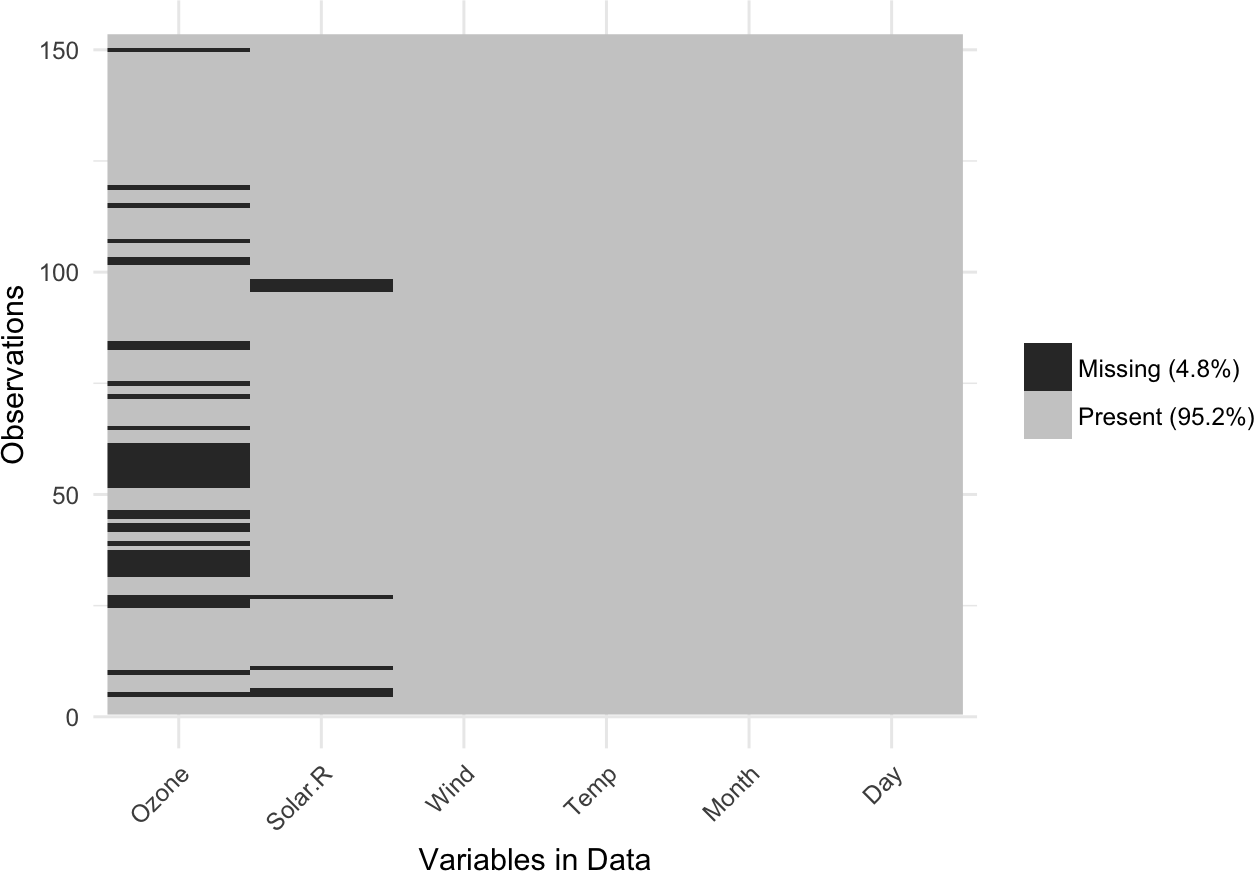 150
100
50
0
Observations
Ozone
Solar.R
Wind
Temp
Month
Day
Variables in Data
Missing (4.8%)
Present (95.2%)